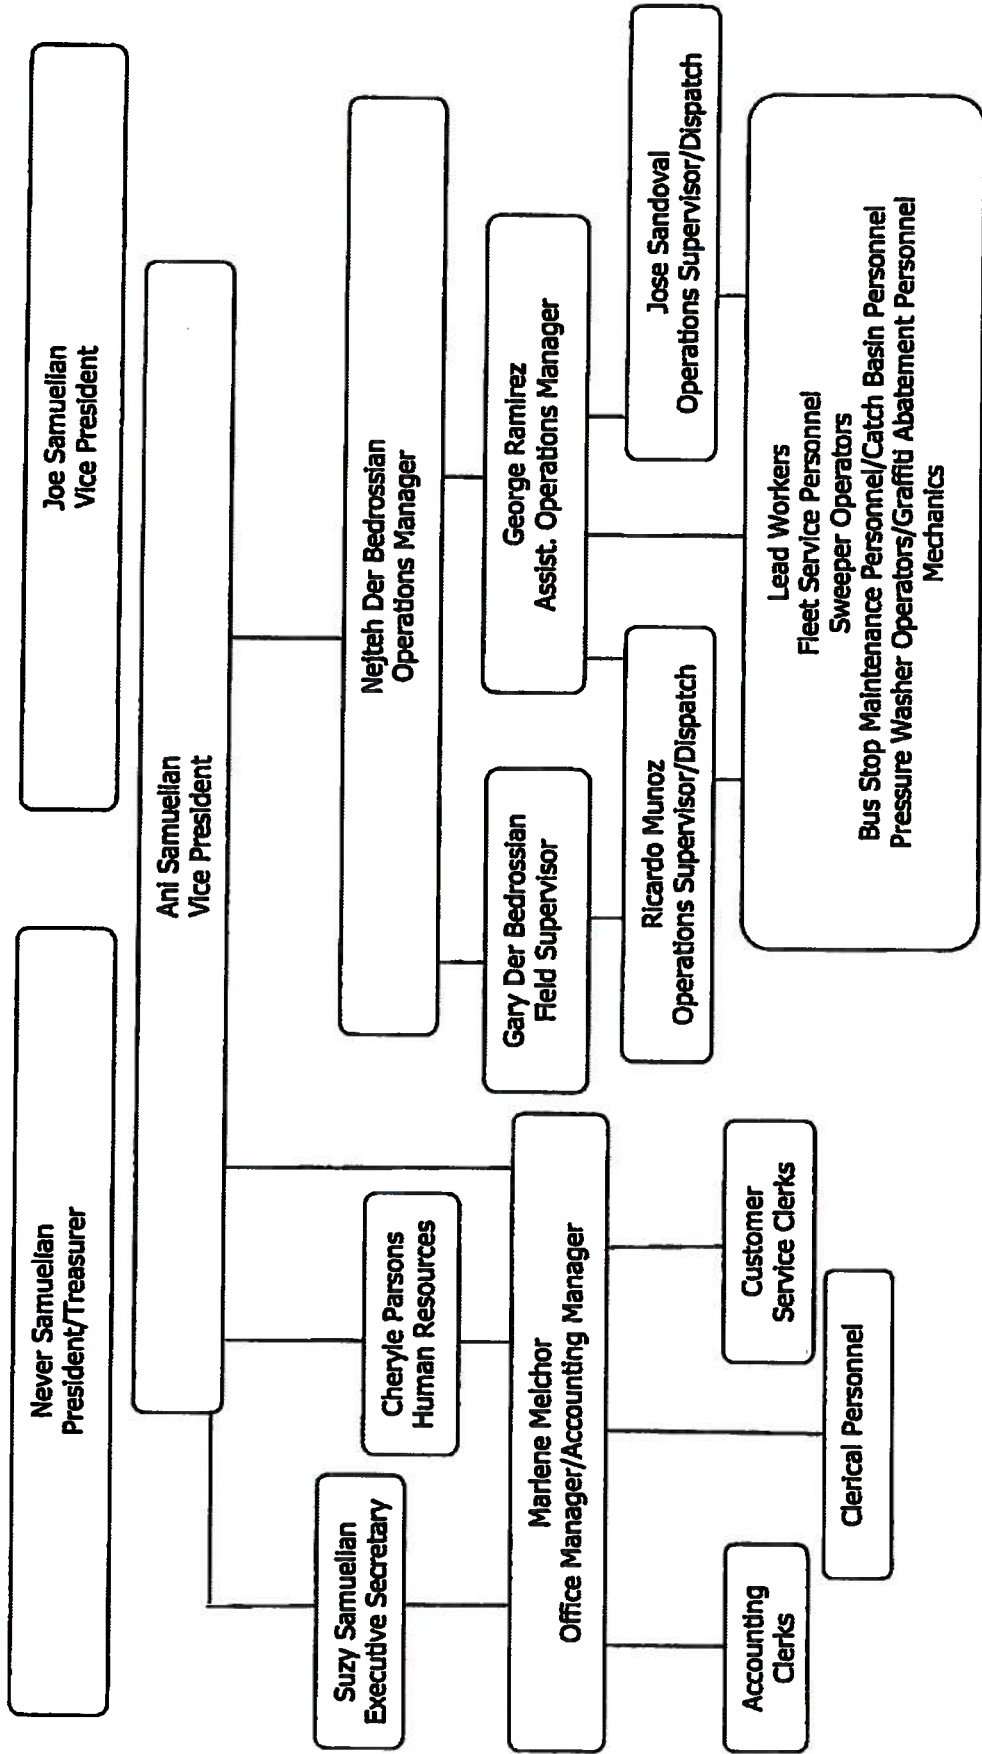 Never Samuelian
President/Treasurer
Joe Samuelian
Vice President
Ani Samuelian
Vice President
Suzy Samuelian
Executive Secretary
Cheryle Parsons
Human Resources
Nejteh Der Bedrossian
Operations Manager
Marlene Melchor
Office Manager/Accounting Manager
Gary Der Bedrossian
Field Supervisor
George Ramirez
Assist. Operations Manager
Ricardo Munoz
Operations Supervisor/Dispatch
Jose Sandoval
Operations Supervisor/Dispatch
Accounting
Clerks
Customer
Service Clerks
Clerical Personnel
Lead Workers
Fleet Service Personnel
Sweeper Operators
Bus Stop Maintenance Personnel/Catch Basin Personnel
Pressure Washer Operators/Graffiti Abatement Personnel
Mechanics